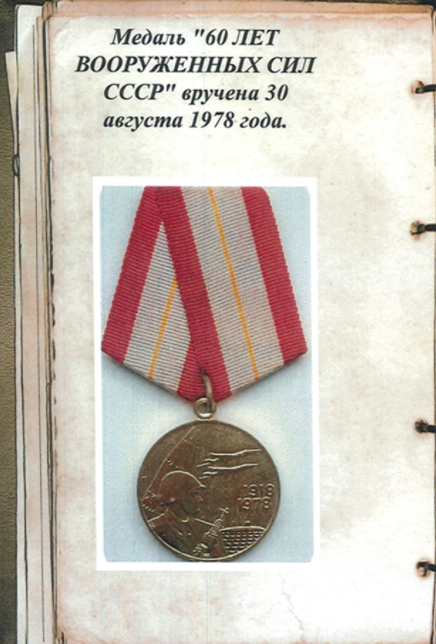 Медаль "60 ЛЕТ
ВООРУЖЕННЫХ СИЛ
СССР" вручена 30
августа 1978 года.
1918
1978